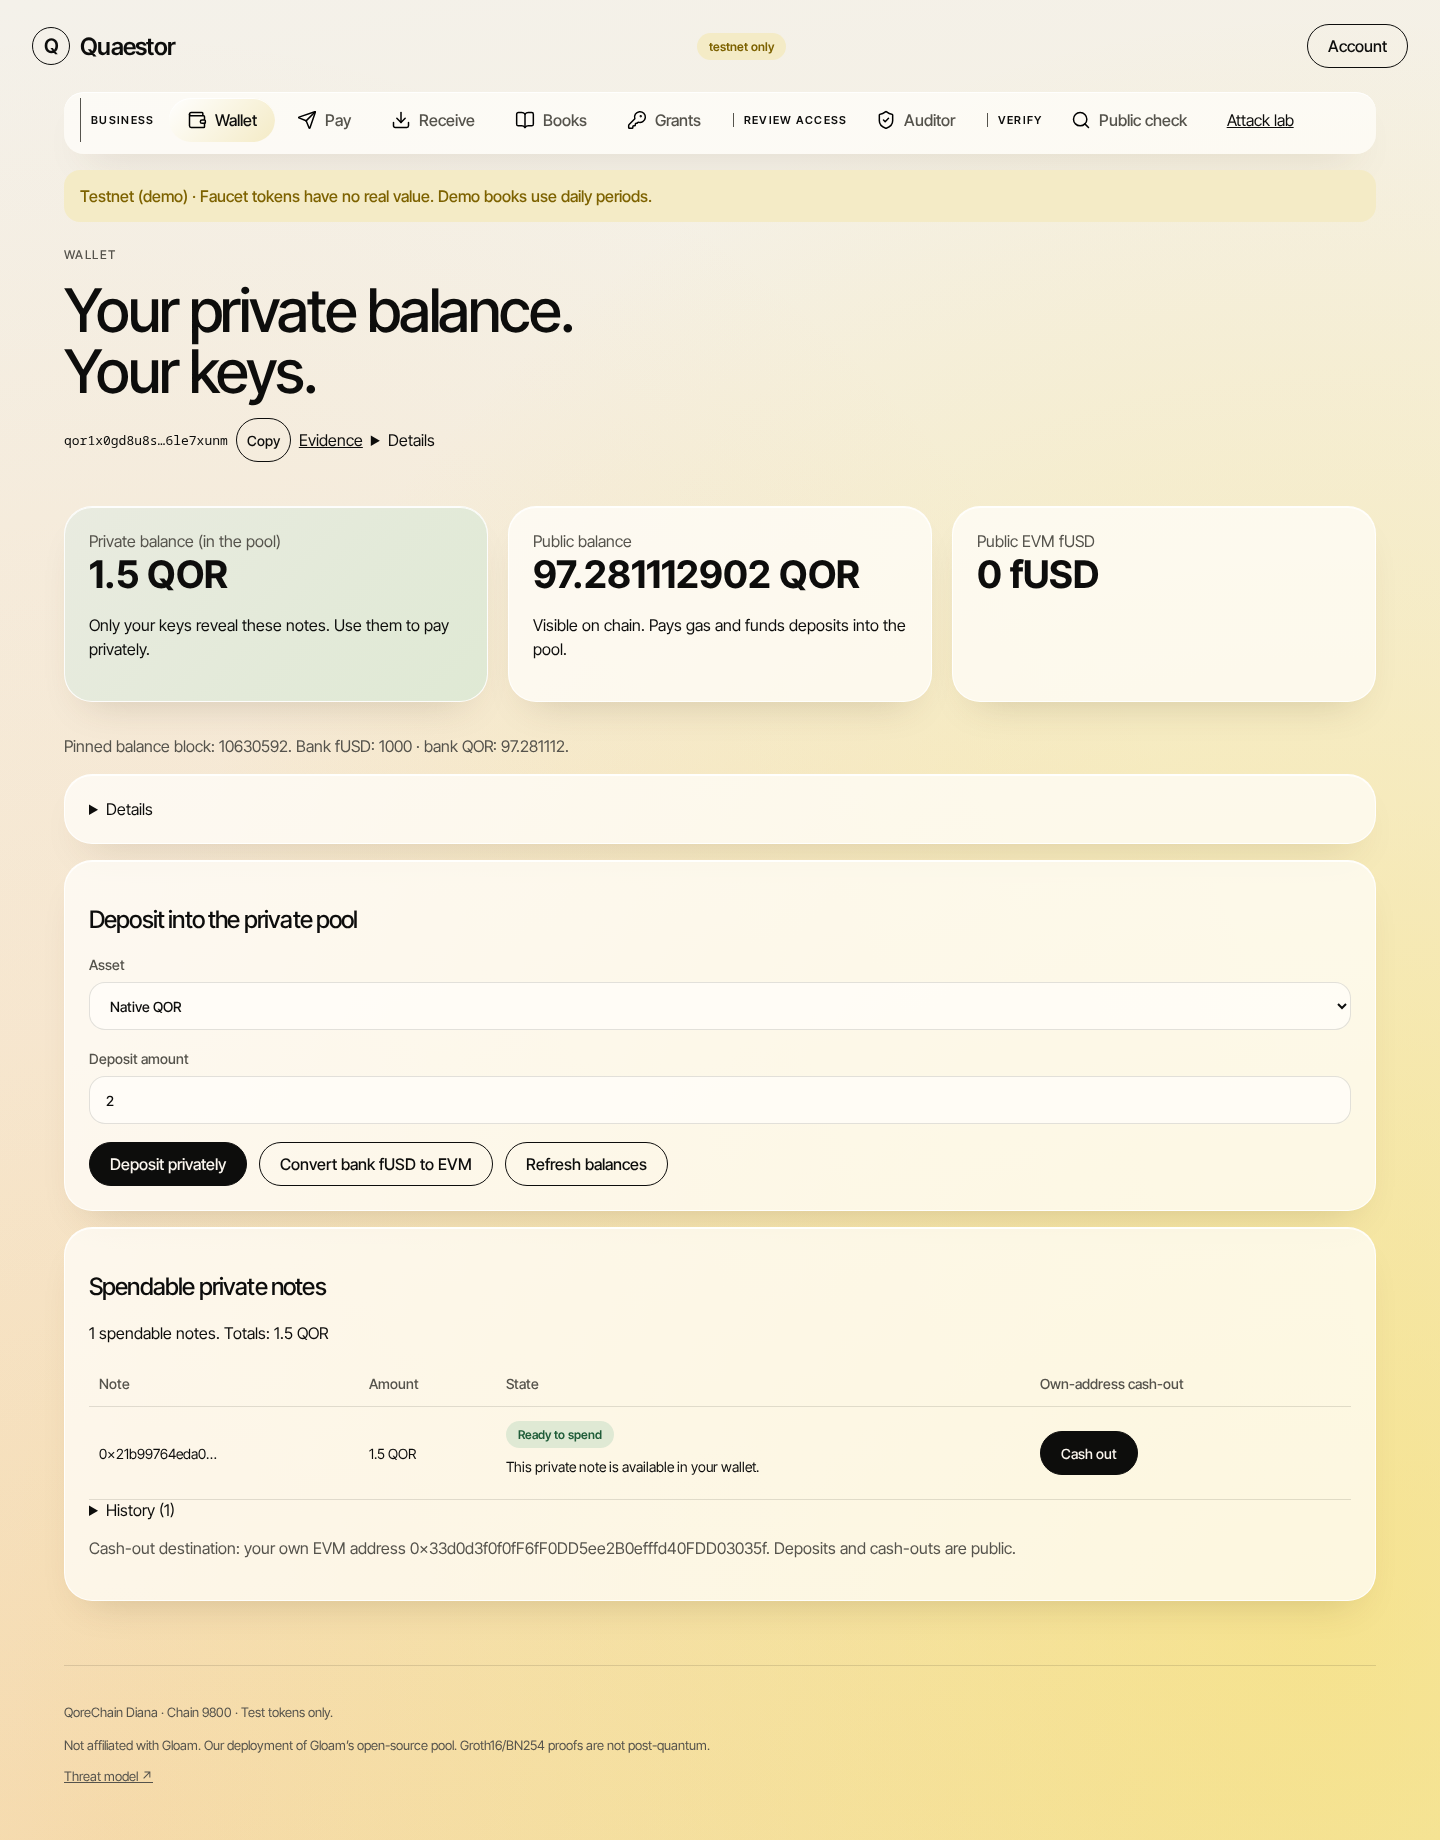 Q Quaestor
testnet only
Account
BUSINESS Wallet Pay Receive Books Grants REVIEW ACCESS Auditor VERIFY Public check Attack lab
Testnet (demo) · Faucet tokens have no real value. Demo books use daily periods.
WALLET
Your private balance.
Your keys.
qor1x0gd8u8s…6le7xunm Copy Evidence ▶ Details
Private balance (in the pool)
1.5 QOR
Only your keys reveal these notes. Use them to pay
privately.
Public balance
97.281112902 QOR
Visible on chain. Pays gas and funds deposits into the
pool.
Public EVM fUSD
0 fUSD
Pinned balance block: 10630592. Bank fUSD: 1000 · bank QOR: 97.281112.
▶ Details
Deposit into the private pool
Asset
Native QOR
Deposit amount
2
Deposit privately Convert bank fUSD to EVM Refresh balances
Spendable private notes
1 spendable notes. Totals: 1.5 QOR
Note Amount State Own-address cash-out
0x21b99764eda0… 1.5 QOR Ready to spend
This private note is available in your wallet.
Cash out
▶ History (1)
Cash-out destination: your own EVM address 0x33d0d3f0f0fF6fF0DD5ee2B0efffd40FDD03035f. Deposits and cash-outs are public.
QoreChain Diana · Chain 9800 · Test tokens only.
Not affiliated with Gloam. Our deployment of Gloam’s open-source pool. Groth16/BN254 proofs are not post-quantum.
Threat model ↗